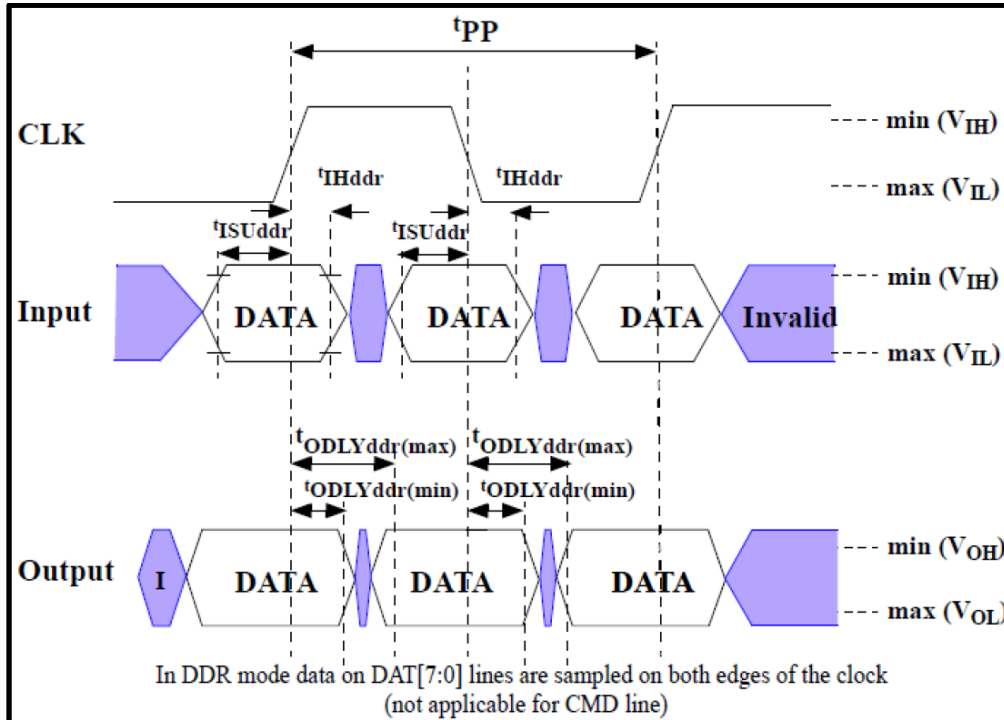 tPP
CLK
min (VIH)
tIHddr
tIHddr
max (VIL)
tISUddr
tISUddr
Input
DATA
DATA
DATA
Invalid
min (VIH)
max (VIL)
tODLYddr(max)
tODLYddr(max)
tODLYddr(min)
tODLYddr(min)
Output
I
DATA
DATA
DATA
min (VOH)
max (VOL)
In DDR mode data on DAT[7:0] lines are sampled on both edges of the clock
(not applicable for CMD line)